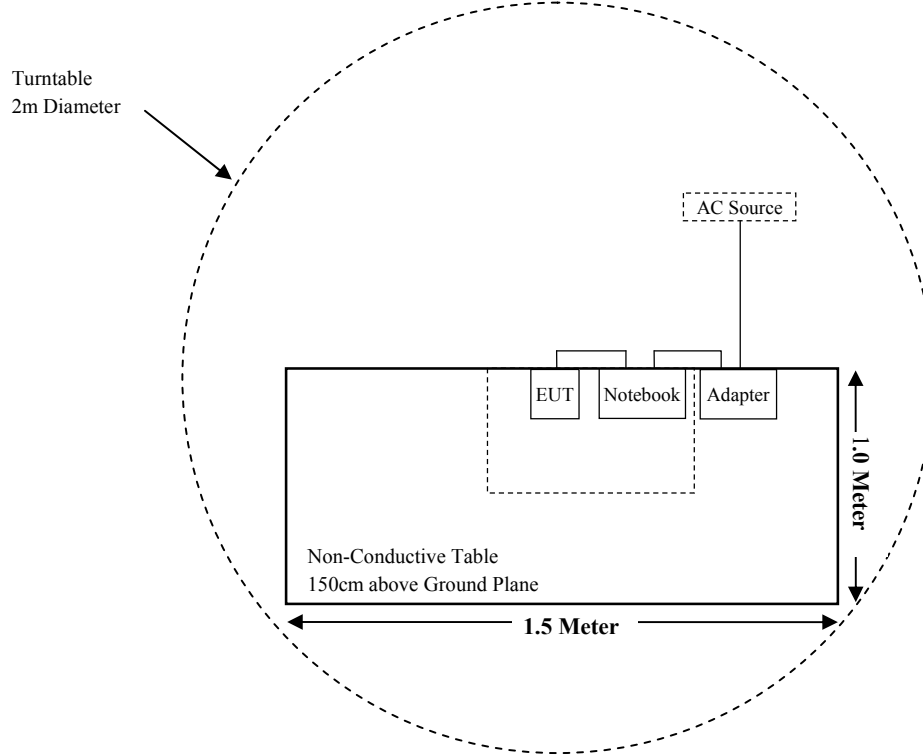 Turntable
2m Diameter
AC Source
EUT
Notebook
Adapter
1.0 Meter
Non-Conductive Table
150cm above Ground Plane
1.5 Meter